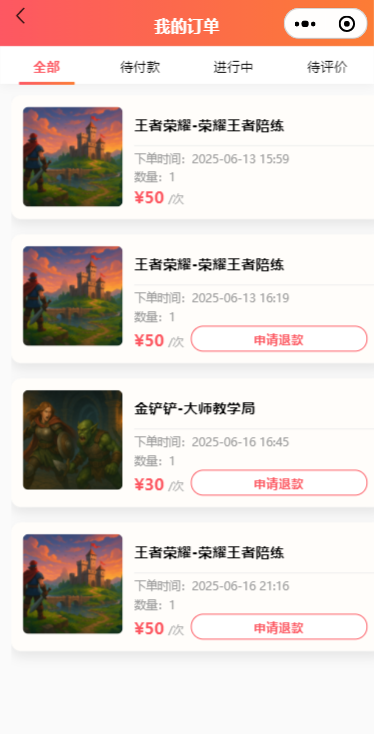 我的订单
全部 待付款 进行中 待评价
王者荣耀-荣耀王者陪练
下单时间：2025-06-13 15:59
数量：1
¥50 /次
王者荣耀-荣耀王者陪练
下单时间：2025-06-13 16:19
数量：1
¥50 /次 申请退款
金铲铲-大师教学局
下单时间：2025-06-16 16:45
数量：1
¥30 /次 申请退款
王者荣耀-荣耀王者陪练
下单时间：2025-06-16 21:16
数量：1
¥50 /次 申请退款